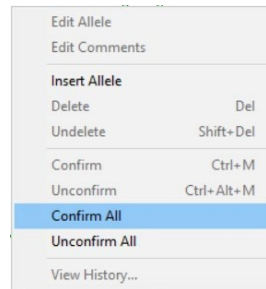 Edit Allele
Edit Comments
Insert Allele
Delete Del
Undelete Shift+Del
Confirm Ctrl+M
Unconfirm Ctrl+Alt+M
Confirm All
Unconfirm All
View History...